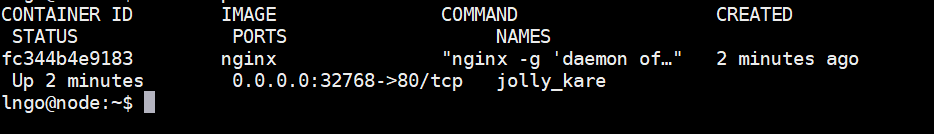 CONTAINER ID        IMAGE               COMMAND                  CREATED
 STATUS              PORTS                   NAMES
fc344b4e9183        nginx               "nginx -g 'daemon of…"   2 minutes ago
 Up 2 minutes        0.0.0.0:32768->80/tcp   jolly_kare
lngo@node:~$